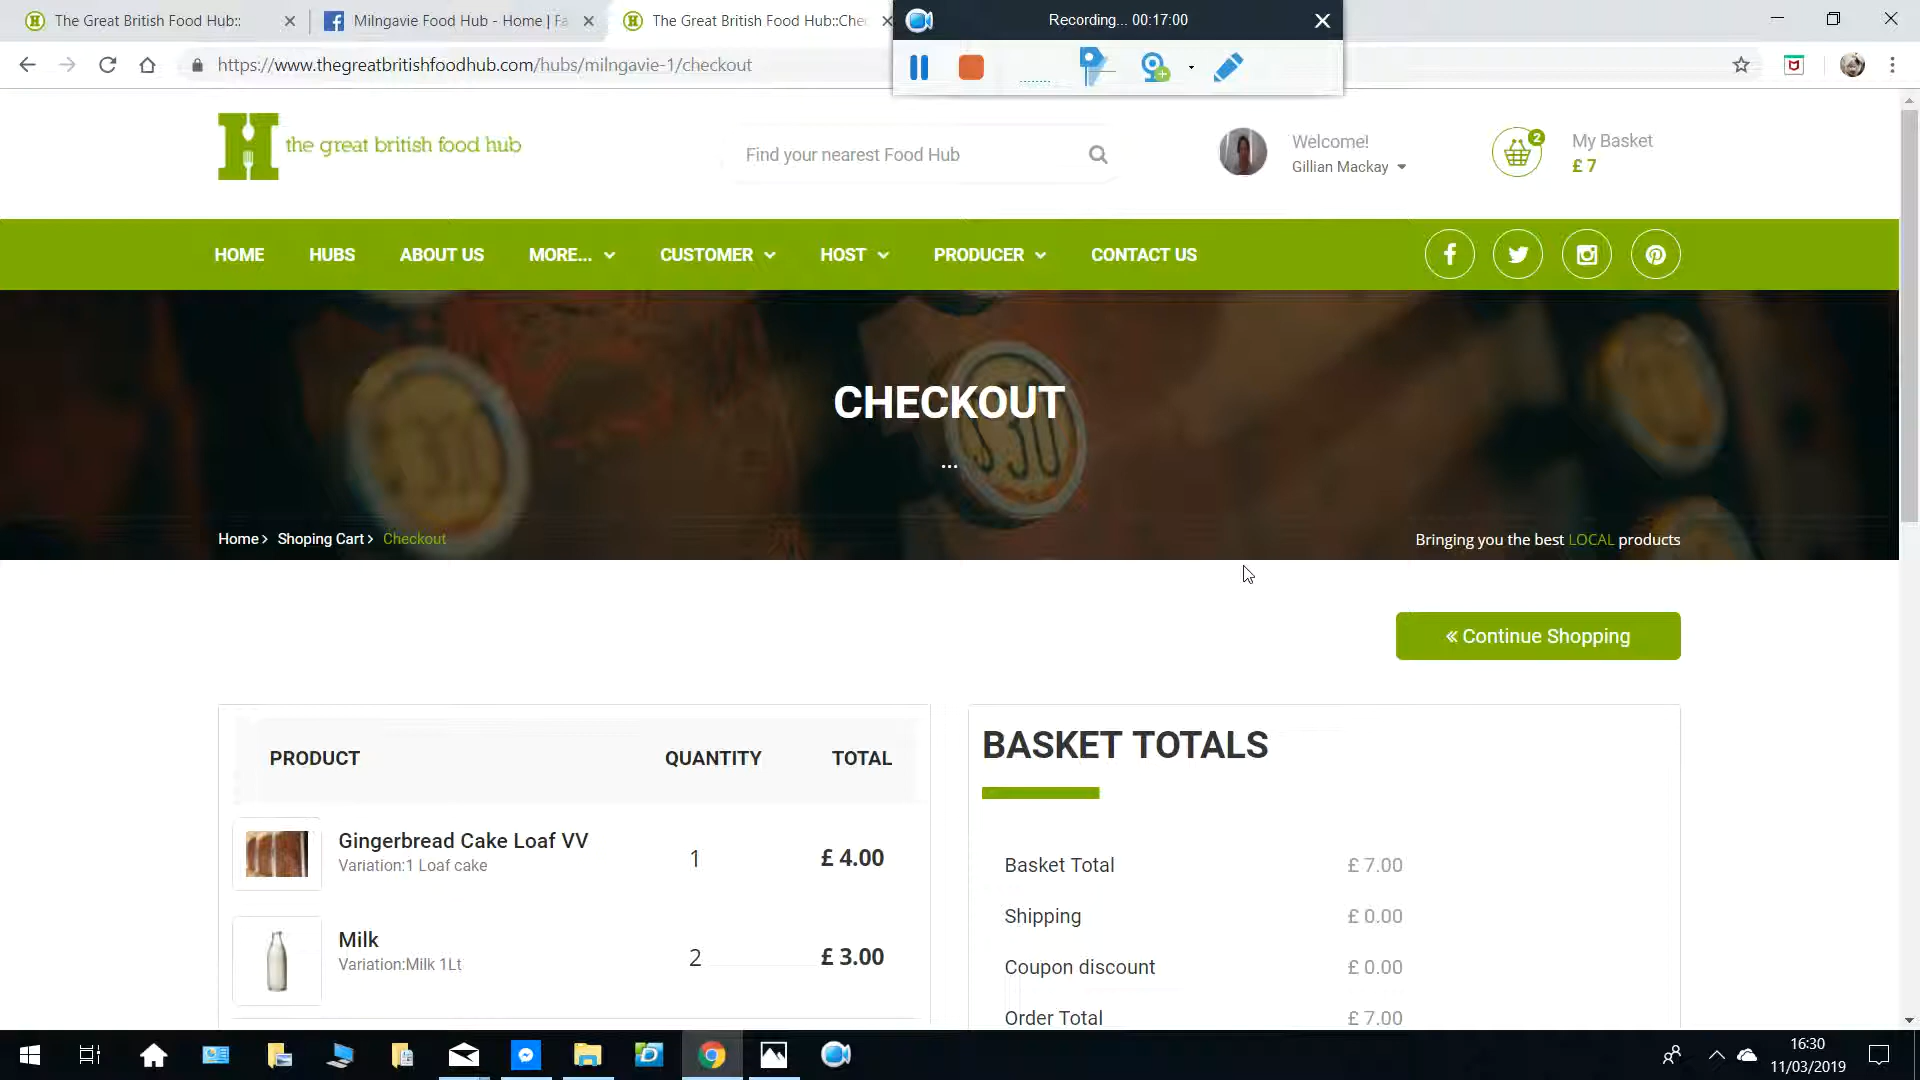 The Great British Food Hub::
Milngavie Food Hub - Home | Fa
The Great British Food Hub::Che
Recording... 00:17:00
https://www.thegreatbritishfoodhub.com/hubs/milngavie-1/checkout
the great british food hub
Find your nearest Food Hub
Welcome!
Gillian Mackay
2
My Basket
£ 7
HOME
HUBS
ABOUT US
MORE...
CUSTOMER
HOST
PRODUCER
CONTACT US
CHECKOUT
...
Home> Shoping Cart> Checkout
Bringing you the best LOCAL products
« Continue Shopping
PRODUCT QUANTITY TOTAL
Gingerbread Cake Loaf VV
Variation:1 Loaf cake
1
£ 4.00
Milk
Variation:Milk 1Lt
2
£ 3.00
BASKET TOTALS
Basket Total £ 7.00
Shipping £ 0.00
Coupon discount £ 0.00
Order Total £ 7.00
16:30
11/03/2019